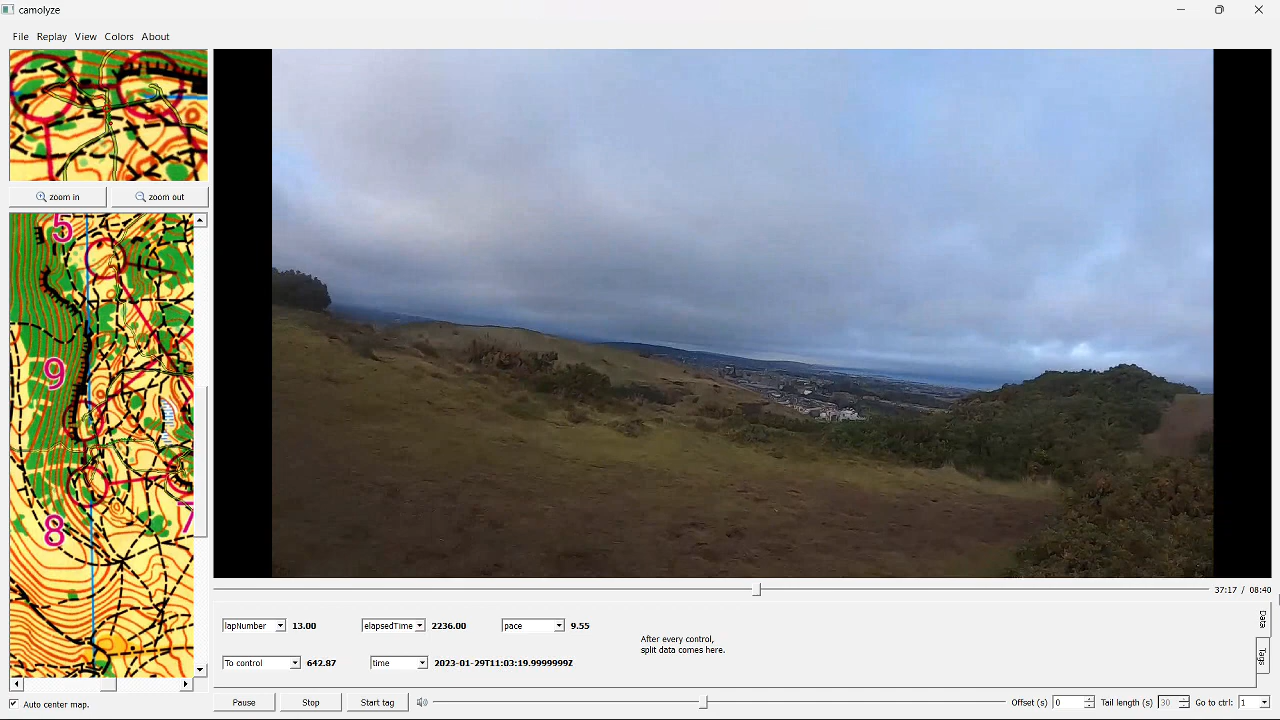 camolyze
File Replay View Colors About
zoom in zoom out
5
9
8
7
37:17 / 08:40
lapNumber 13.00 elapsedTime 2236.00 pace 9.55
After every control,
split data comes here.
To control 642.87 time 2023-01-29T11:03:19.9999999Z
Data
Tags
Auto center map.
Pause Stop Start tag Offset (s) 0 Tail length (s) 30 Go to ctrl: 1